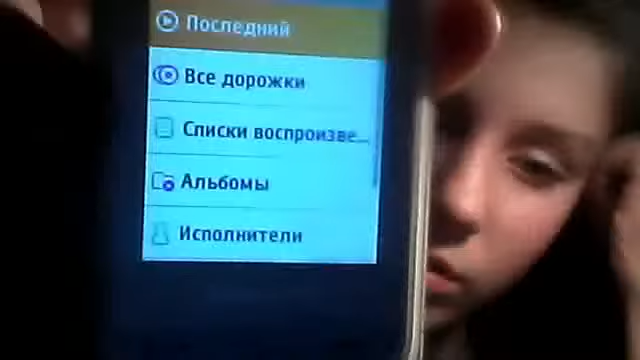 Последний
Все дорожки
Списки воспроизве...
Альбомы
Исполнители